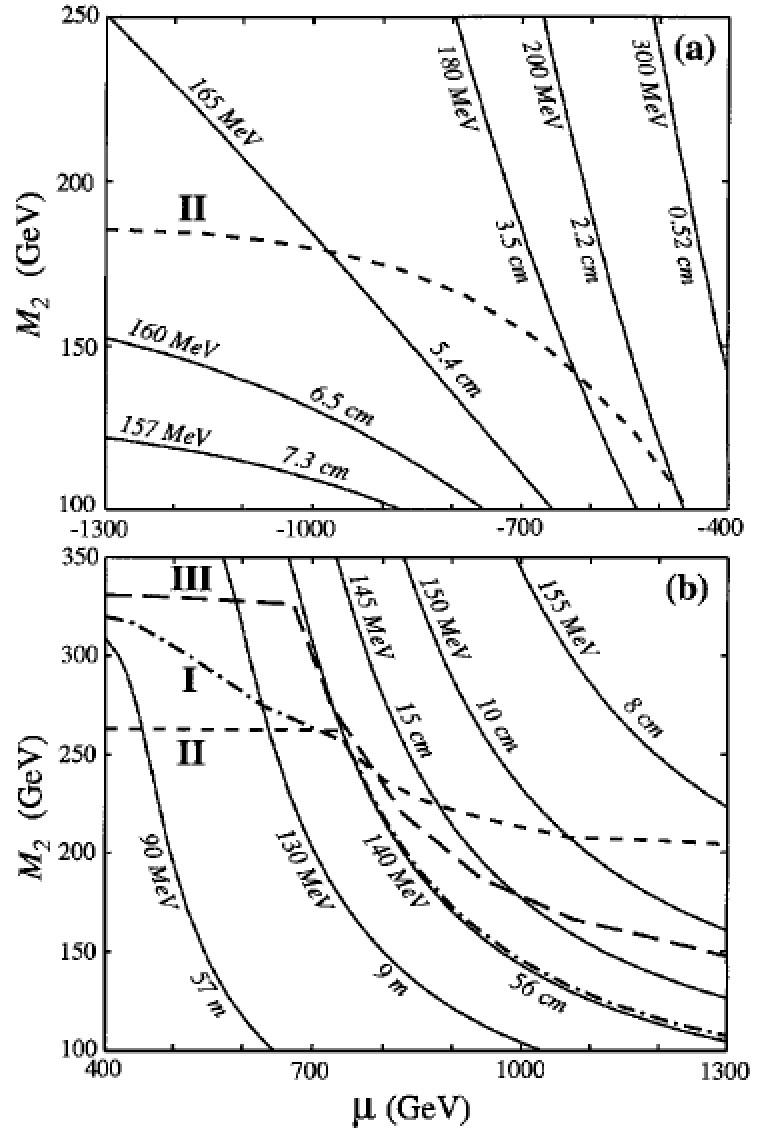 250
(a)
180 MeV
200 MeV
300 MeV
165 MeV
200
II
3.5 cm
2.2 cm
0.52 cm
M2 (GeV)
150
160 MeV
5.4 cm
6.5 cm
157 MeV
7.3 cm
100
-1300
-1000
-700
-400
350
(b)
III
145 MeV
150 MeV
155 MeV
300
I
15 cm
10 cm
8 cm
II
250
M2 (GeV)
200
90 MeV
130 MeV
140 MeV
150
57 m
9 m
56 cm
100
400
700
1000
1300
μ (GeV)